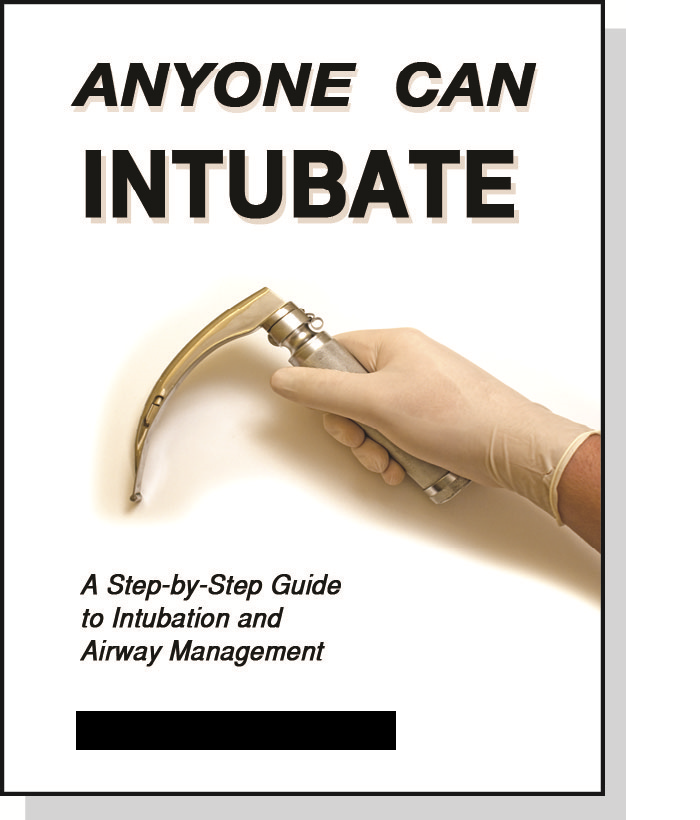 ANYONE CAN
INTUBATE
A Step-by-Step Guide
to Intubation and
Airway Management